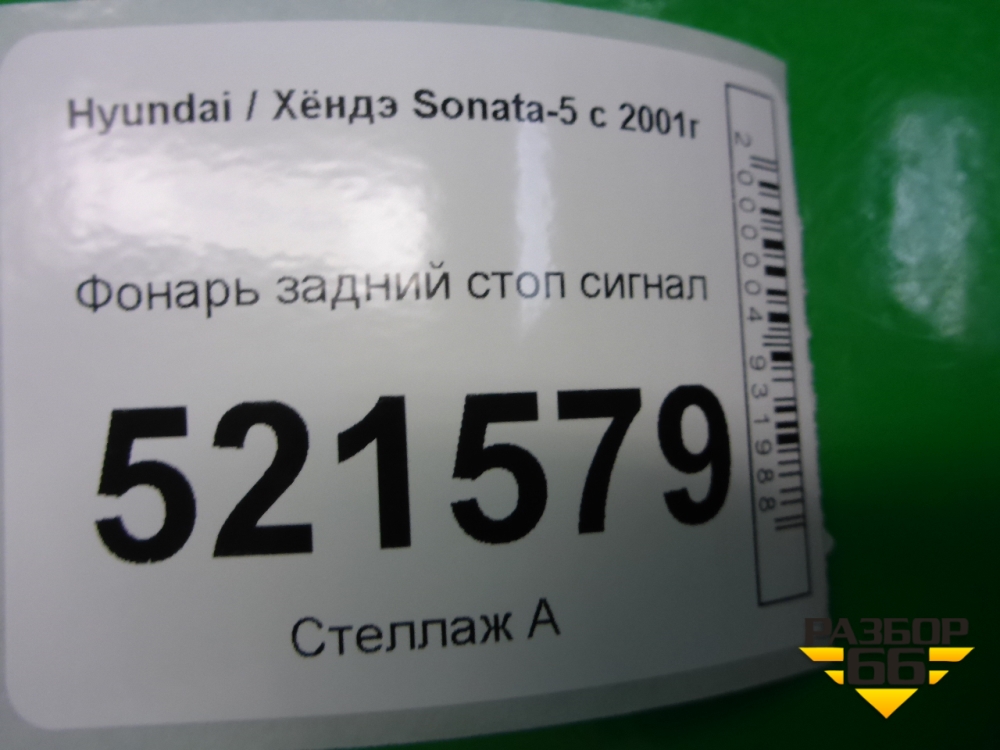 Hyundai / Хёндэ Sonata-5 с 2001г
Фонарь задний стоп сигнал
521579
Стеллаж А
2000004931988
РАЗБОР
66